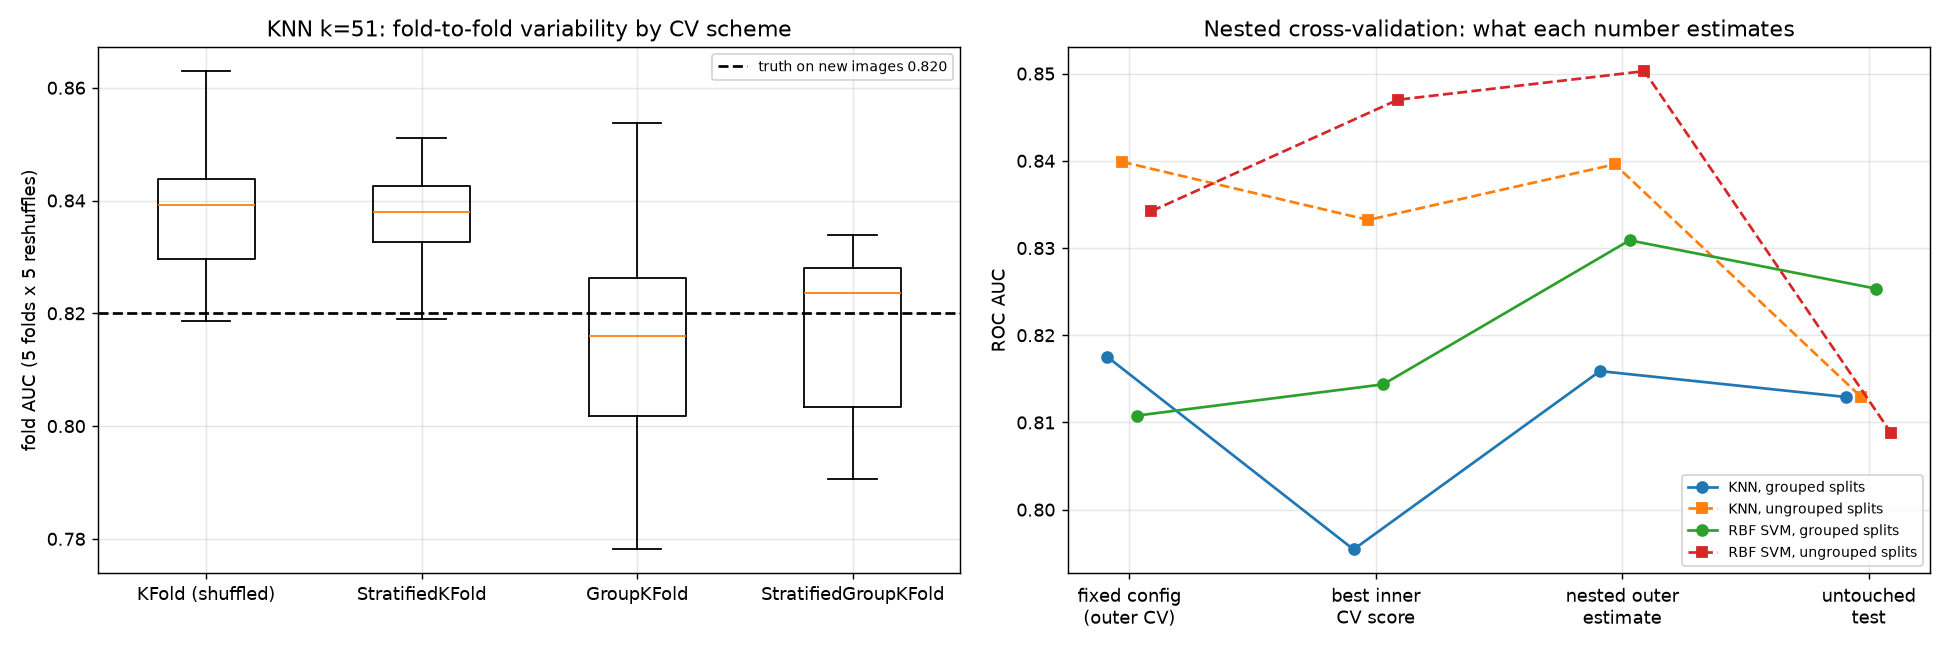 KNN k=51: fold-to-fold variability by CV scheme
fold AUC (5 folds x 5 reshuffles)
0.86
0.84
0.82
0.80
0.78
truth on new images 0.820
KFold (shuffled)
StratifiedKFold
GroupKFold
StratifiedGroupKFold
Nested cross-validation: what each number estimates
ROC AUC
0.85
0.84
0.83
0.82
0.81
0.80
KNN, grouped splits
KNN, ungrouped splits
RBF SVM, grouped splits
RBF SVM, ungrouped splits
fixed config
(outer CV)
best inner
CV score
nested outer
estimate
untouched
test